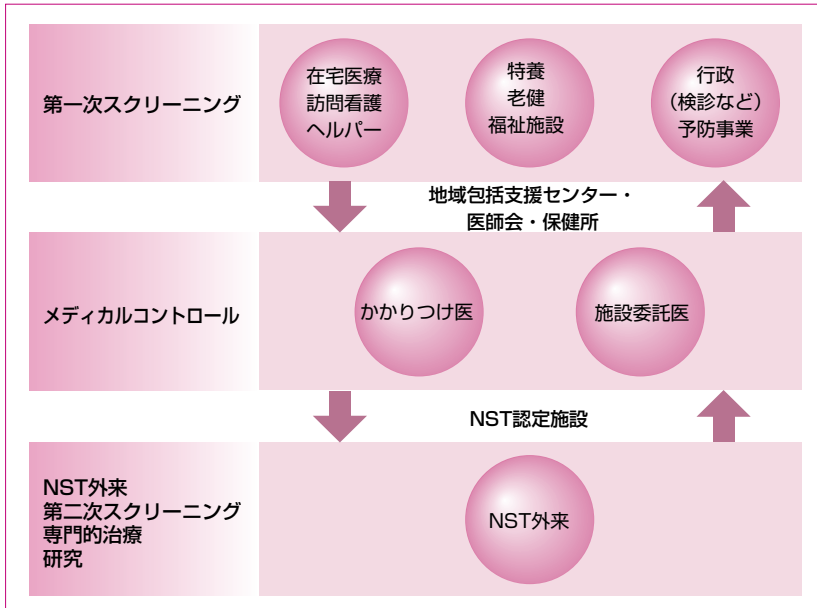 第一次スクリーニング
在宅医療
訪問看護
ヘルパー
特養
老健
福祉施設
行政
（検診など）
予防事業
地域包括支援センター・
医師会・保健所
メディカルコントロール
かかりつけ医
施設委託医
NST認定施設
NST外来
第二次スクリーニング
専門的治療
研究
NST外来